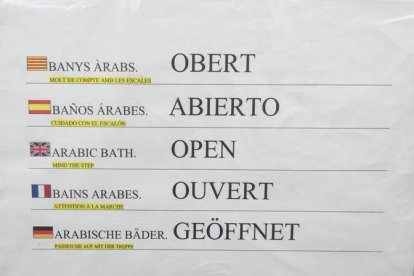 BANYS ÀRABS. OBERT
MOLT DE COMPTE AMB LES ESCALES
BAÑOS ÁRABES. ABIERTO
CUIDADO CON EL ESCALÓN
ARABIC BATH. OPEN
MIND THE STEP
BAINS ARABES. OUVERT
ATTENTION À LA MARCHE
ARABISCHE BÄDER. GEÖFFNET
PASSEN SIE AUF MIT DER TREPPE